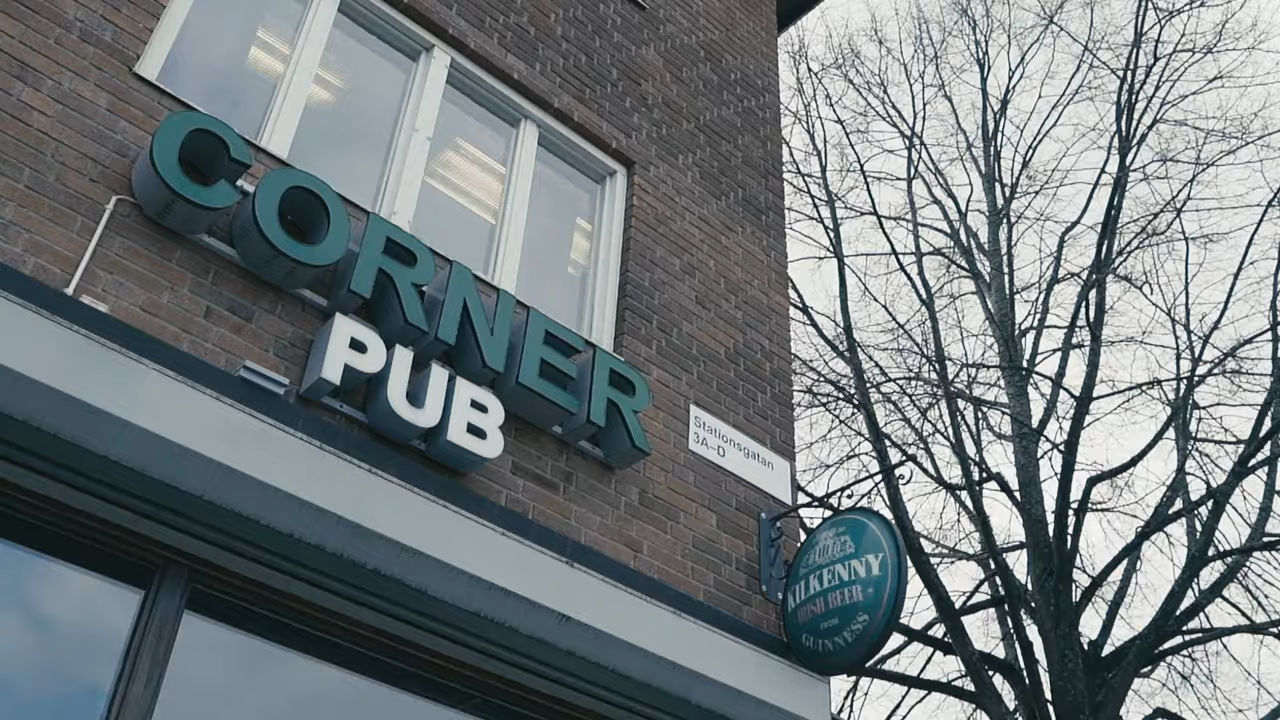 CORNER
PUB
Stationsgatan
3A-D
KILKENNY
IRISH BEER
FROM
GUINNESS